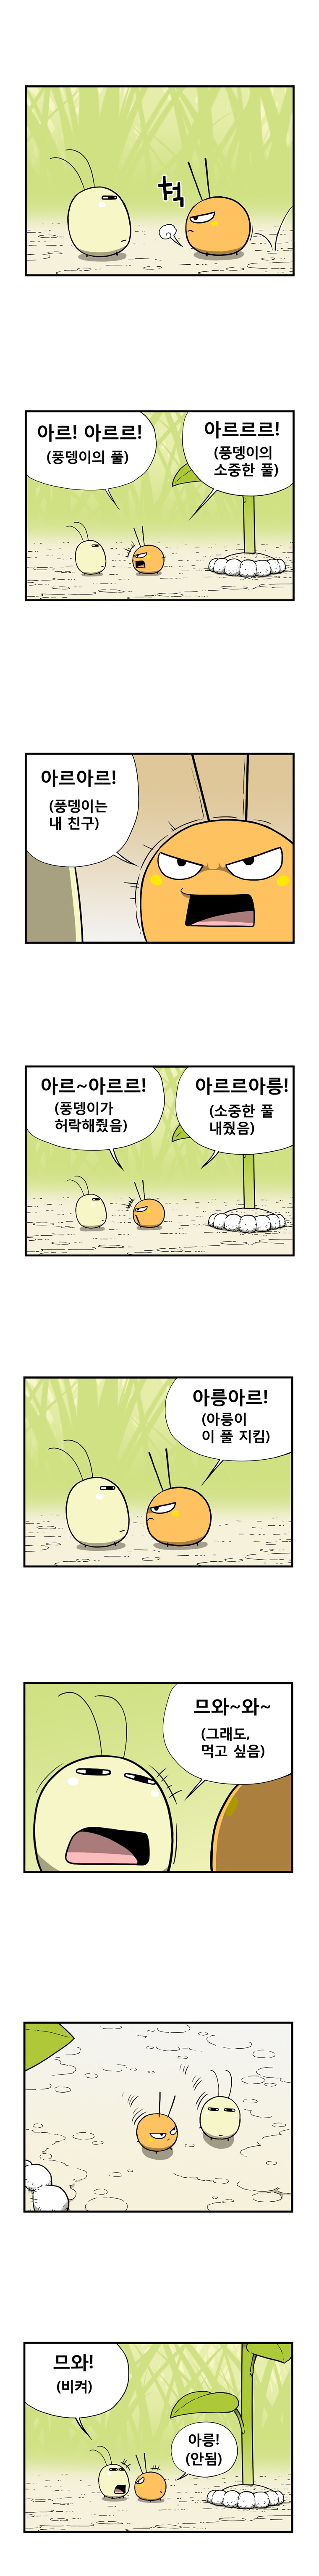 척
아르! 아르르!
(풍뎅이의 풀)
아르르르!
(풍뎅이의
소중한 풀)
아르아르!
(풍뎅이는
내 친구)
아르~아르르!
(풍뎅이가
허락해줬음)
아르르아릉!
(소중한 풀
내줬음)
아릉아르!
(아릉이
이 풀 지킴)
므와~와~
(그래도,
먹고 싶음)
므와!
(비켜)
아릉!
(안됨)